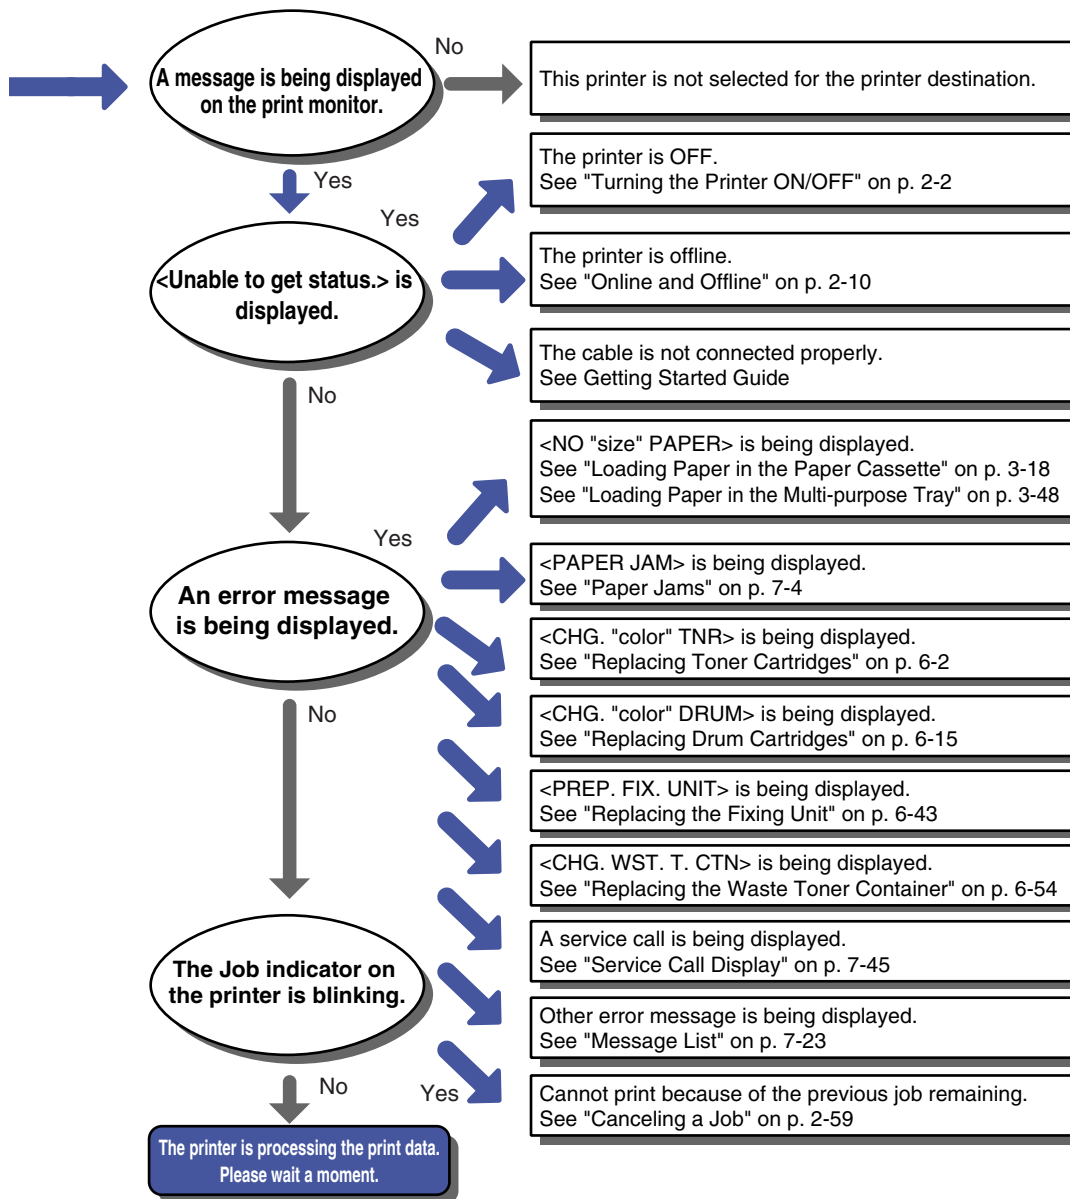 A message is being displayed
on the print monitor.
No
This printer is not selected for the printer destination.
Yes
The printer is OFF.
See "Turning the Printer ON/OFF" on p. 2-2
<Unable to get status.> is
displayed.
Yes
The printer is offline.
See "Online and Offline" on p. 2-10
The cable is not connected properly.
See Getting Started Guide
No
An error message
is being displayed.
Yes
<NO "size" PAPER> is being displayed.
See "Loading Paper in the Paper Cassette" on p. 3-18
See "Loading Paper in the Multi-purpose Tray" on p. 3-48
<PAPER JAM> is being displayed.
See "Paper Jams" on p. 7-4
<CHG. "color" TNR> is being displayed.
See "Replacing Toner Cartridges" on p. 6-2
<CHG. "color" DRUM> is being displayed.
See "Replacing Drum Cartridges" on p. 6-15
<PREP. FIX. UNIT> is being displayed.
See "Replacing the Fixing Unit" on p. 6-43
<CHG. WST. T. CTN> is being displayed.
See "Replacing the Waste Toner Container" on p. 6-54
A service call is being displayed.
See "Service Call Display" on p. 7-45
Other error message is being displayed.
See "Message List" on p. 7-23
No
The Job indicator on
the printer is blinking.
Yes
Cannot print because of the previous job remaining.
See "Canceling a Job" on p. 2-59
No
The printer is processing the print data.
Please wait a moment.